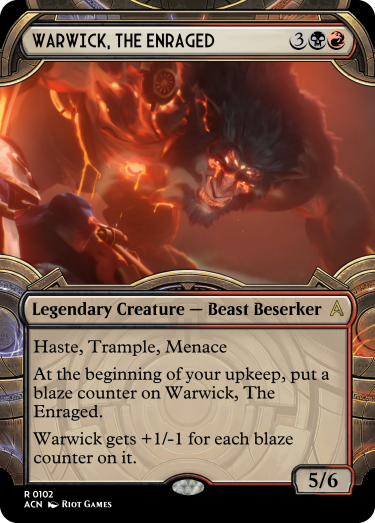 WARWICK, THE ENRAGED 3
Legendary Creature — Beast Beserker
Haste, Trample, Menace
At the beginning of your upkeep, put a
blaze counter on Warwick, The
Enraged.
Warwick gets +1/-1 for each blaze
counter on it.
5/6
R 0102
ACN Riot Games